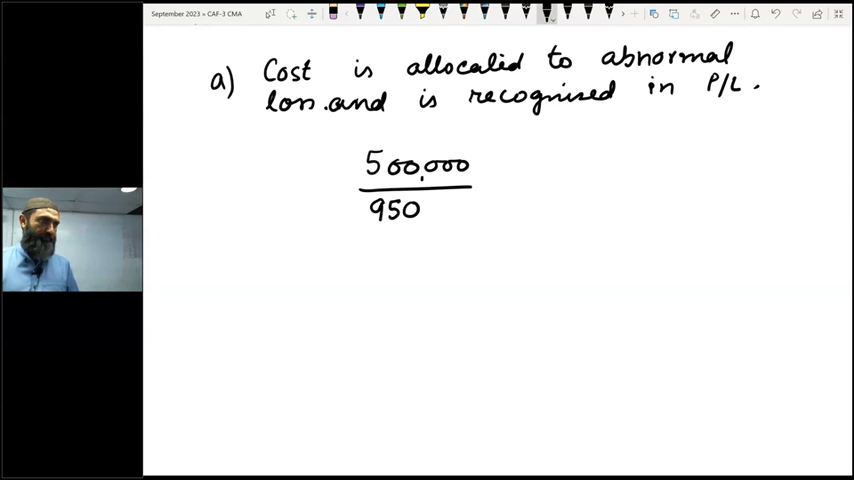 September 2023 » CAF-3 CMA
a) Cost is allocated to abnormal
loss. and is recognised in P/L.
500,000
950